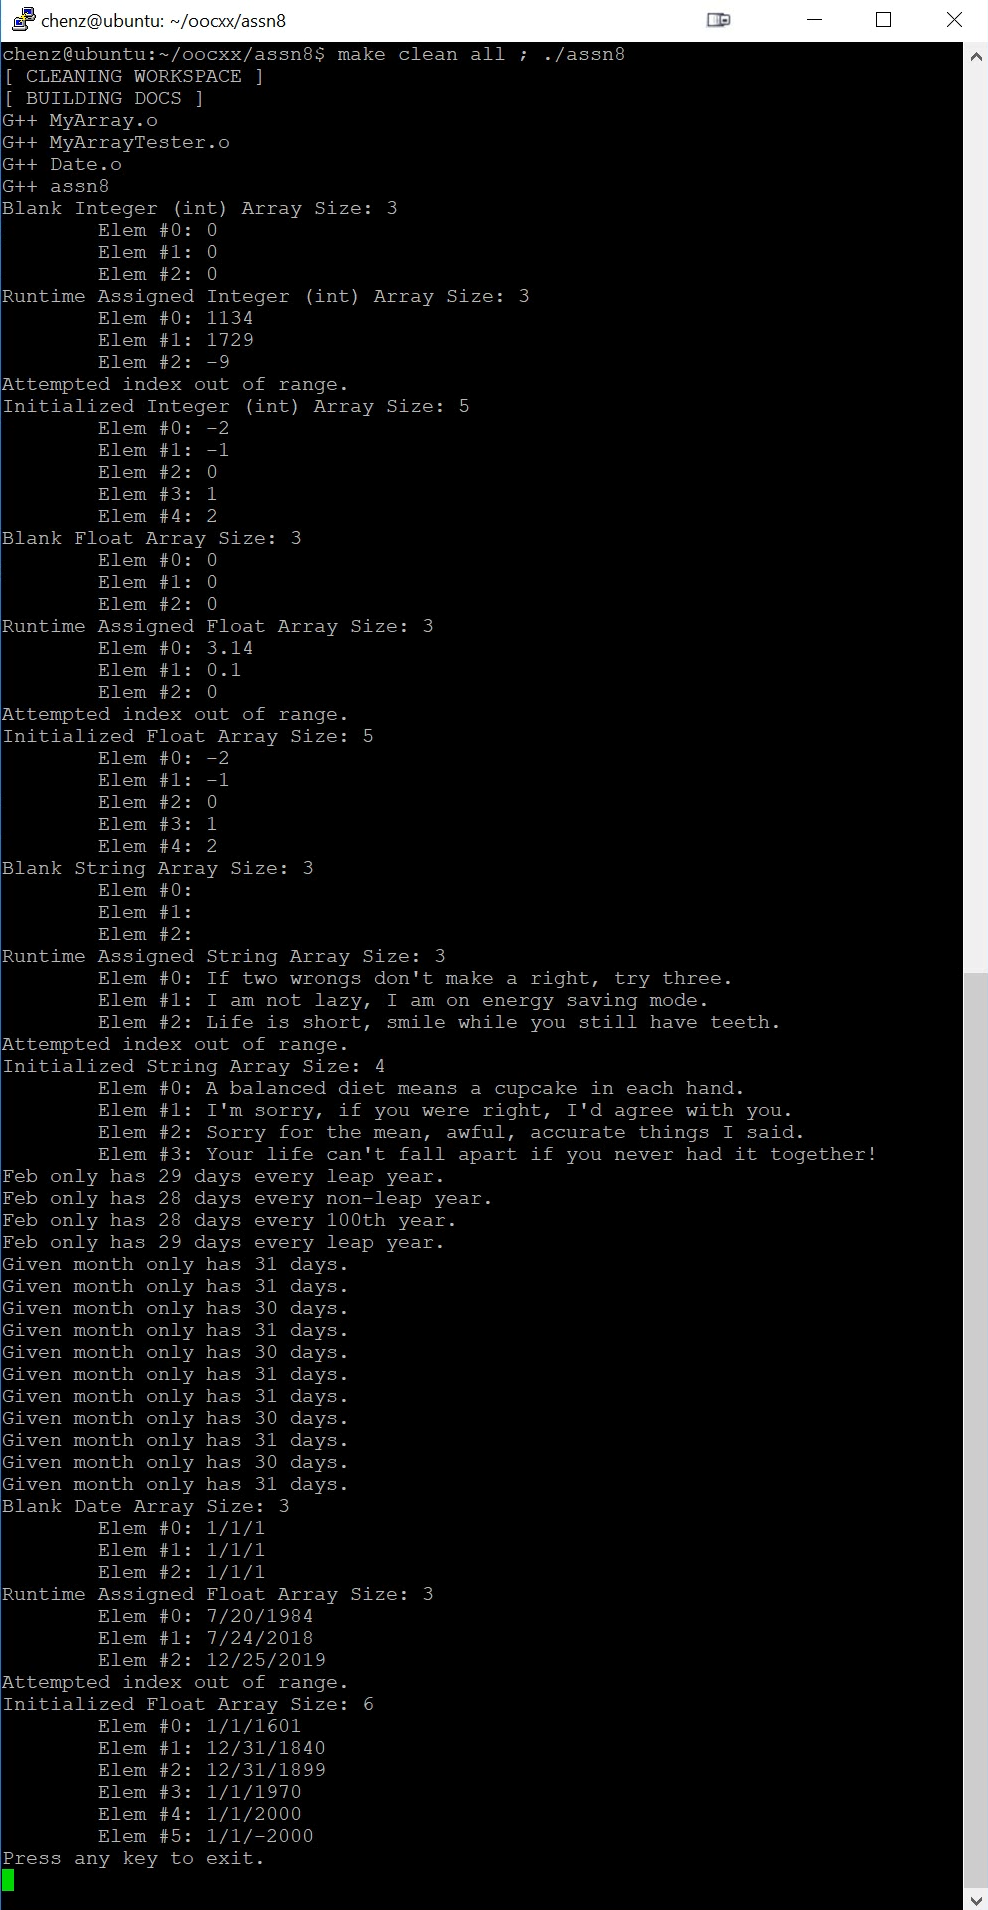 chenz@ubuntu: ~/oocxx/assn8
chenz@ubuntu:~/oocxx/assn8$ make clean all ; ./assn8
[ CLEANING WORKSPACE ]
[ BUILDING DOCS ]
G++ MyArray.o
G++ MyArrayTester.o
G++ Date.o
G++ assn8
Blank Integer (int) Array Size: 3
Elem #0: 0
Elem #1: 0
Elem #2: 0
Runtime Assigned Integer (int) Array Size: 3
Elem #0: 1134
Elem #1: 1729
Elem #2: -9
Attempted index out of range.
Initialized Integer (int) Array Size: 5
Elem #0: -2
Elem #1: -1
Elem #2: 0
Elem #3: 1
Elem #4: 2
Blank Float Array Size: 3
Elem #0: 0
Elem #1: 0
Elem #2: 0
Runtime Assigned Float Array Size: 3
Elem #0: 3.14
Elem #1: 0.1
Elem #2: 0
Attempted index out of range.
Initialized Float Array Size: 5
Elem #0: -2
Elem #1: -1
Elem #2: 0
Elem #3: 1
Elem #4: 2
Blank String Array Size: 3
Elem #0:
Elem #1:
Elem #2:
Runtime Assigned String Array Size: 3
Elem #0: If two wrongs don't make a right, try three.
Elem #1: I am not lazy, I am on energy saving mode.
Elem #2: Life is short, smile while you still have teeth.
Attempted index out of range.
Initialized String Array Size: 4
Elem #0: A balanced diet means a cupcake in each hand.
Elem #1: I'm sorry, if you were right, I'd agree with you.
Elem #2: Sorry for the mean, awful, accurate things I said.
Elem #3: Your life can't fall apart if you never had it together!
Feb only has 29 days every leap year.
Feb only has 28 days every non-leap year.
Feb only has 28 days every 100th year.
Feb only has 29 days every leap year.
Given month only has 31 days.
Given month only has 31 days.
Given month only has 30 days.
Given month only has 31 days.
Given month only has 30 days.
Given month only has 31 days.
Given month only has 31 days.
Given month only has 30 days.
Given month only has 31 days.
Given month only has 30 days.
Given month only has 31 days.
Blank Date Array Size: 3
Elem #0: 1/1/1
Elem #1: 1/1/1
Elem #2: 1/1/1
Runtime Assigned Float Array Size: 3
Elem #0: 7/20/1984
Elem #1: 7/24/2018
Elem #2: 12/25/2019
Attempted index out of range.
Initialized Float Array Size: 6
Elem #0: 1/1/1601
Elem #1: 12/31/1840
Elem #2: 12/31/1899
Elem #3: 1/1/1970
Elem #4: 1/1/2000
Elem #5: 1/1/-2000
Press any key to exit.